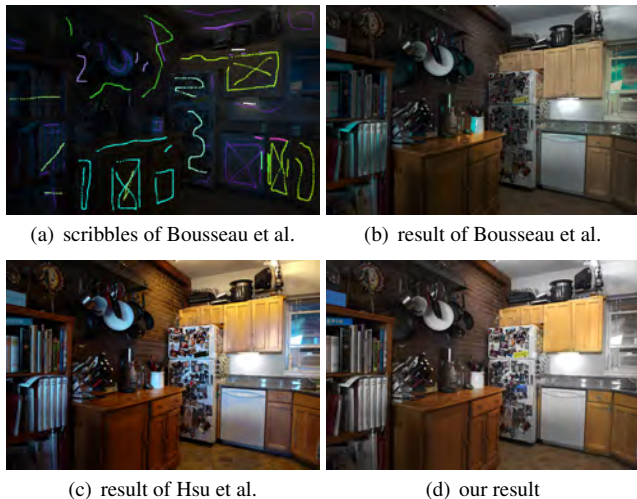 (a) scribbles of Bousseau et al.
(b) result of Bousseau et al.
(c) result of Hsu et al.
(d) our result